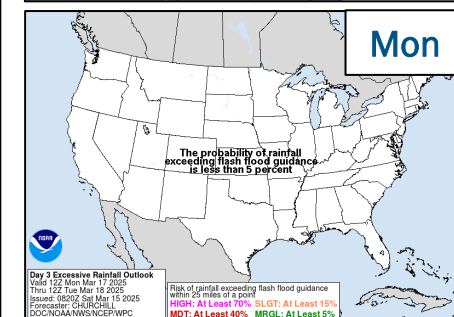 Mon
The probability of rainfall
exceeding flash flood guidance
is less than 5 percent
NOAA
Day 3 Excessive Rainfall Outlook
Valid 12Z Mon Mar 17 2025
Thru 12Z Tue Mar 18 2025
Issued: 0820Z Sat Mar 15 2025
Forecaster: CHURCHILL
DOC/NOAA/NWS/NCEP/WPC
Risk of rainfall exceeding flash flood guidance
within 25 miles of a point
HIGH: At Least 70% SLGT: At Least 15%
MDT: At Least 40% MRGL: At Least 5%